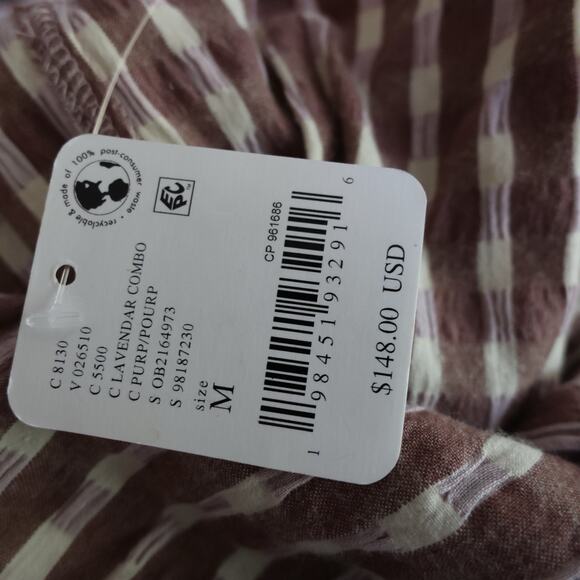 recyclable & made of 100% post-consumer waste
C 8130
V 026510
C 5500
C LAVENDAR COMBO
C PURP/POURP
S OB2164973
S 98187230
size
M
CP 961686
1 98451 93291 6
$148.00 USD